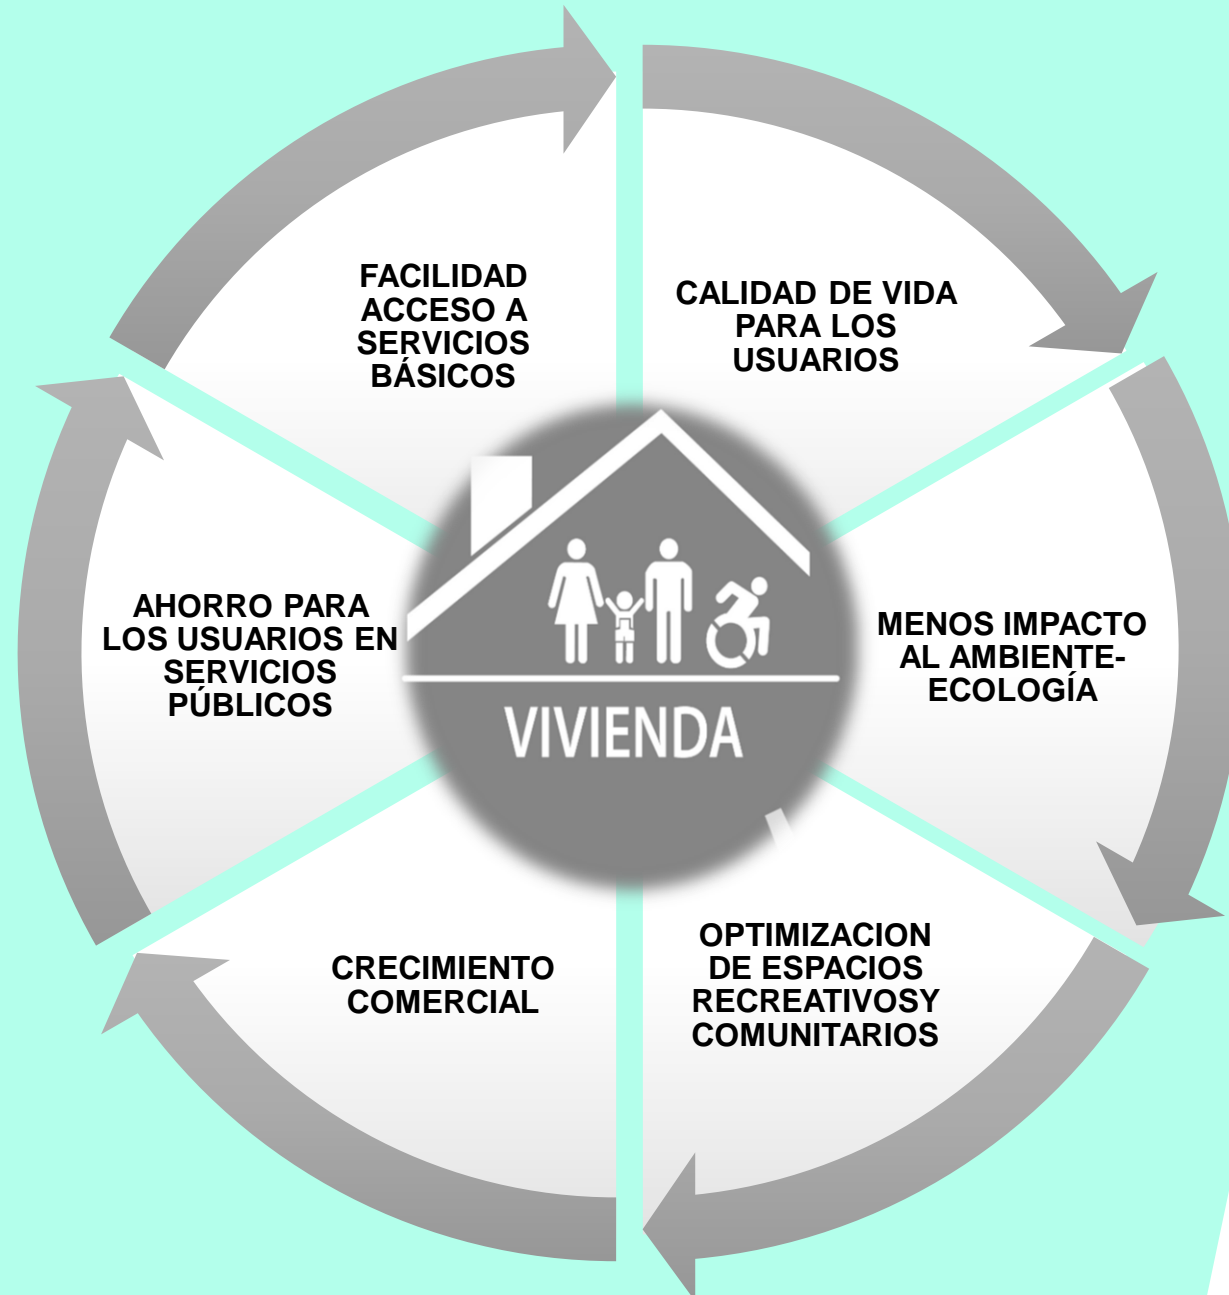 FACILIDAD
ACCESO A
SERVICIOS
BÁSICOS
CALIDAD DE VIDA
PARA LOS
USUARIOS
AHORRO PARA
LOS USUARIOS EN
SERVICIOS
PÚBLICOS
MENOS IMPACTO
AL AMBIENTE-
ECOLOGÍA
VIVIENDA
CRECIMIENTO
COMERCIAL
OPTIMIZACION
DE ESPACIOS
RECREATIVOSY
COMUNITARIOS